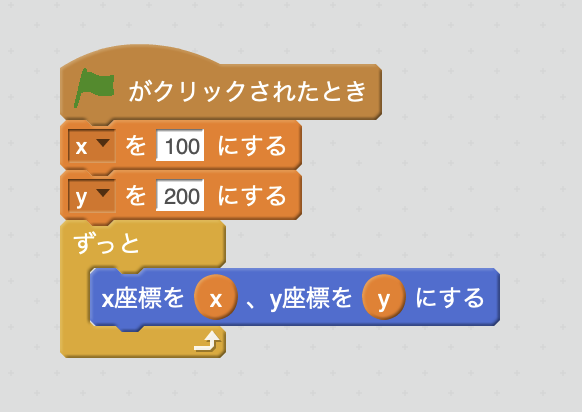 がクリックされたとき
x を 100 にする
y を 200 にする
ずっと
x座標を x 、y座標を y にする